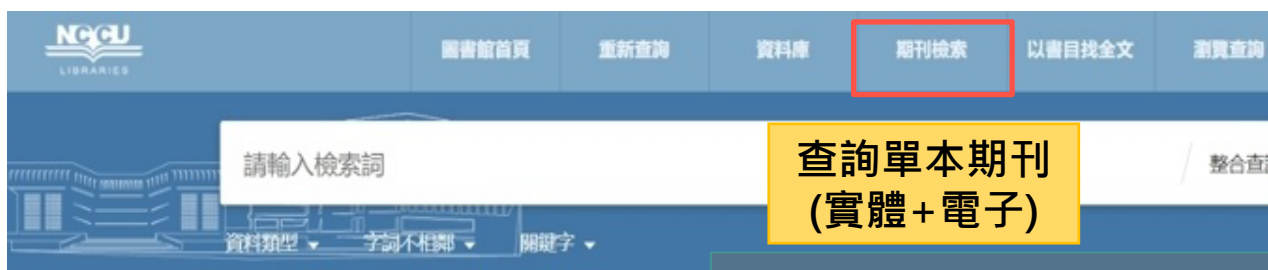 NCCU
LIBRARIES
圖書館首頁 重新查詢 資料庫 期刊檢索 以書目找全文 瀏覽查詢
請輸入檢索詞
整合查
查詢單本期刊
(實體+電子)
資料類型 字詞不相鄰 關鍵字